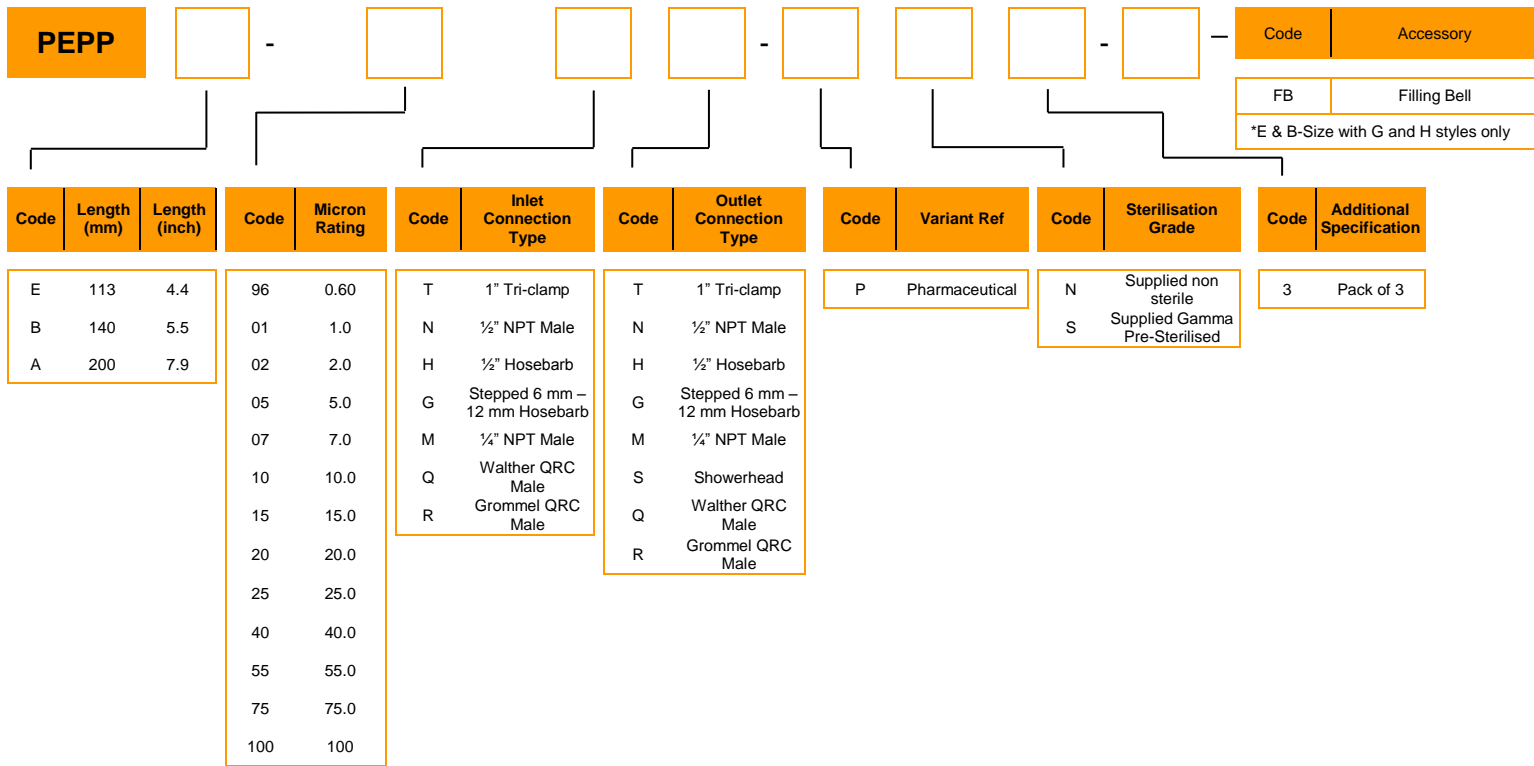 PEPP - - - – Code Accessory
FB Filling Bell
*E & B-Size with G and H styles only
Code Length (mm) Length (inch)
E 113 4.4
B 140 5.5
A 200 7.9
Code Micron Rating
96 0.60
01 1.0
02 2.0
05 5.0
07 7.0
10 10.0
15 15.0
20 20.0
25 25.0
40 40.0
55 55.0
75 75.0
100 100
Code Inlet Connection Type
T 1” Tri-clamp
N ½” NPT Male
H ½” Hosebarb
G Stepped 6 mm –
12 mm Hosebarb
M ¼” NPT Male
Q Walther QRC
Male
R Grommel QRC
Male
Code Outlet Connection Type
T 1” Tri-clamp
N ½” NPT Male
H ½” Hosebarb
G Stepped 6 mm –
12 mm Hosebarb
M ¼” NPT Male
S Showerhead
Q Walther QRC
Male
R Grommel QRC
Male
Code Variant Ref
P Pharmaceutical
Code Sterilisation Grade
N Supplied non
sterile
S Supplied Gamma
Pre-Sterilised
Code Additional Specification
3 Pack of 3